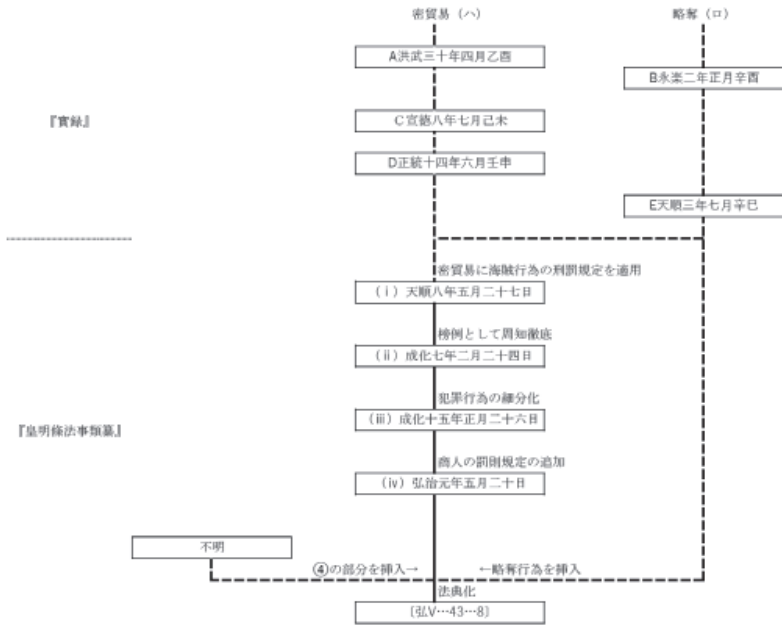 密貿易（ハ）
略奪（ロ）
A洪武三十年四月乙酉
B永楽二年正月辛酉
『實録』
C宣徳八年七月己未
D正統十四年六月壬申
E天順三年七月辛巳
密貿易に海賊行為の刑罰規定を適用
（ⅰ）天順八年五月二十七日
榜例として周知徹底
（ⅱ）成化七年二月二十四日
犯罪行為の細分化
『皇明條法事類纂』
（ⅲ）成化十五年正月二十六日
商人の罰則規定の追加
（ⅳ）弘治元年五月二十日
不明
④の部分を挿入→
←略奪行為を挿入
法典化
［弘Ⅴ…43…8］